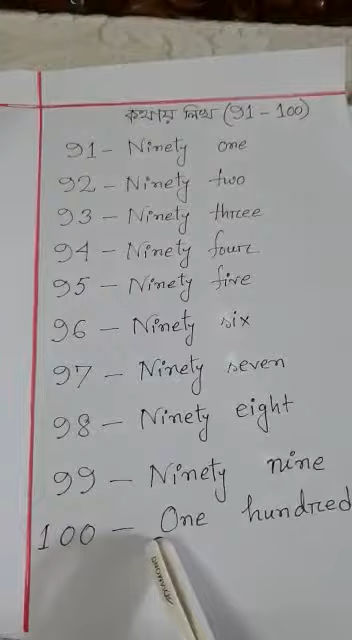 কথায় লিখ (91 - 100)
91 - Ninety one
92 - Ninety two
93 - Ninety three
94 - Ninety four
95 - Ninety five
96 - Ninety six
97 - Ninety seven
98 - Ninety eight
99 - Ninety nine
100 - One hundred